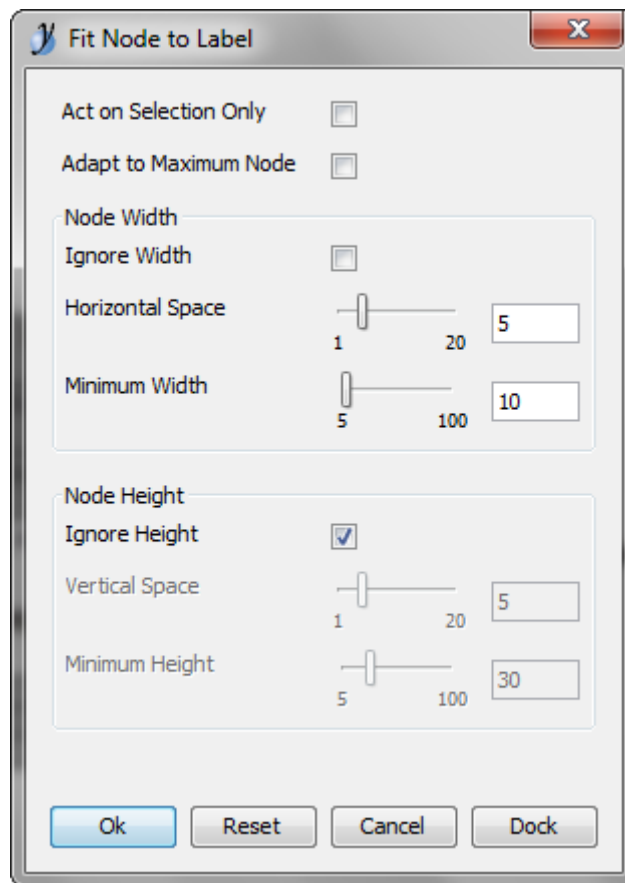 Fit Node to Label
Act on Selection Only
Adapt to Maximum Node
Node Width
Ignore Width
Horizontal Space
1 20 5
Minimum Width
5 100 10
Node Height
Ignore Height
Vertical Space
1 20 5
Minimum Height
5 100 30
Ok Reset Cancel Dock